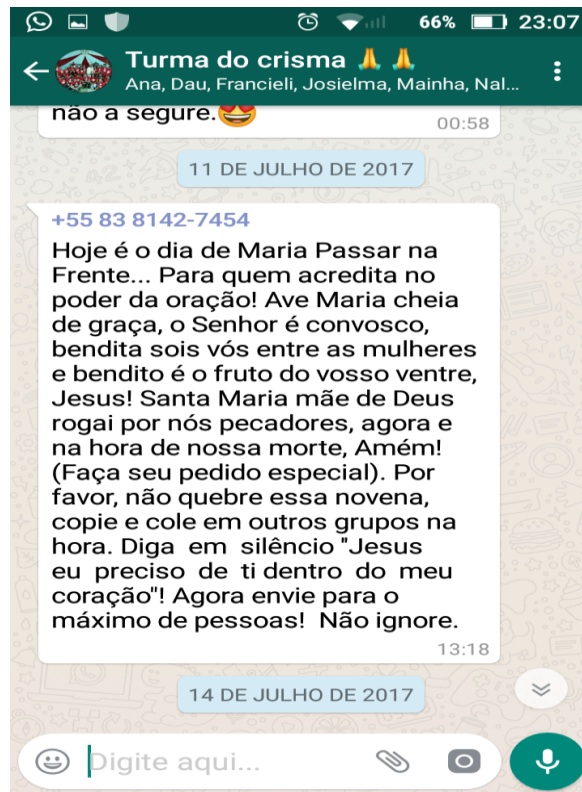 66% 23:07
Turma do crisma 🙏 🙏
Ana, Dau, Francieli, Josielma, Mainha, Nal...
não a segure.😍
00:58
11 DE JULHO DE 2017
+55 83 8142-7454
Hoje é o dia de Maria Passar na
Frente... Para quem acredita no
poder da oração! Ave Maria cheia
de graça, o Senhor é convosco,
bendita sois vós entre as mulheres
e bendito é o fruto do vosso ventre,
Jesus! Santa Maria mãe de Deus
rogai por nós pecadores, agora e
na hora de nossa morte, Amém!
(Faça seu pedido especial). Por
favor, não quebre essa novena,
copie e cole em outros grupos na
hora. Diga em silêncio "Jesus
eu preciso de ti dentro do meu
coração"! Agora envie para o
máximo de pessoas! Não ignore.
13:18
14 DE JULHO DE 2017
Digite aqui...